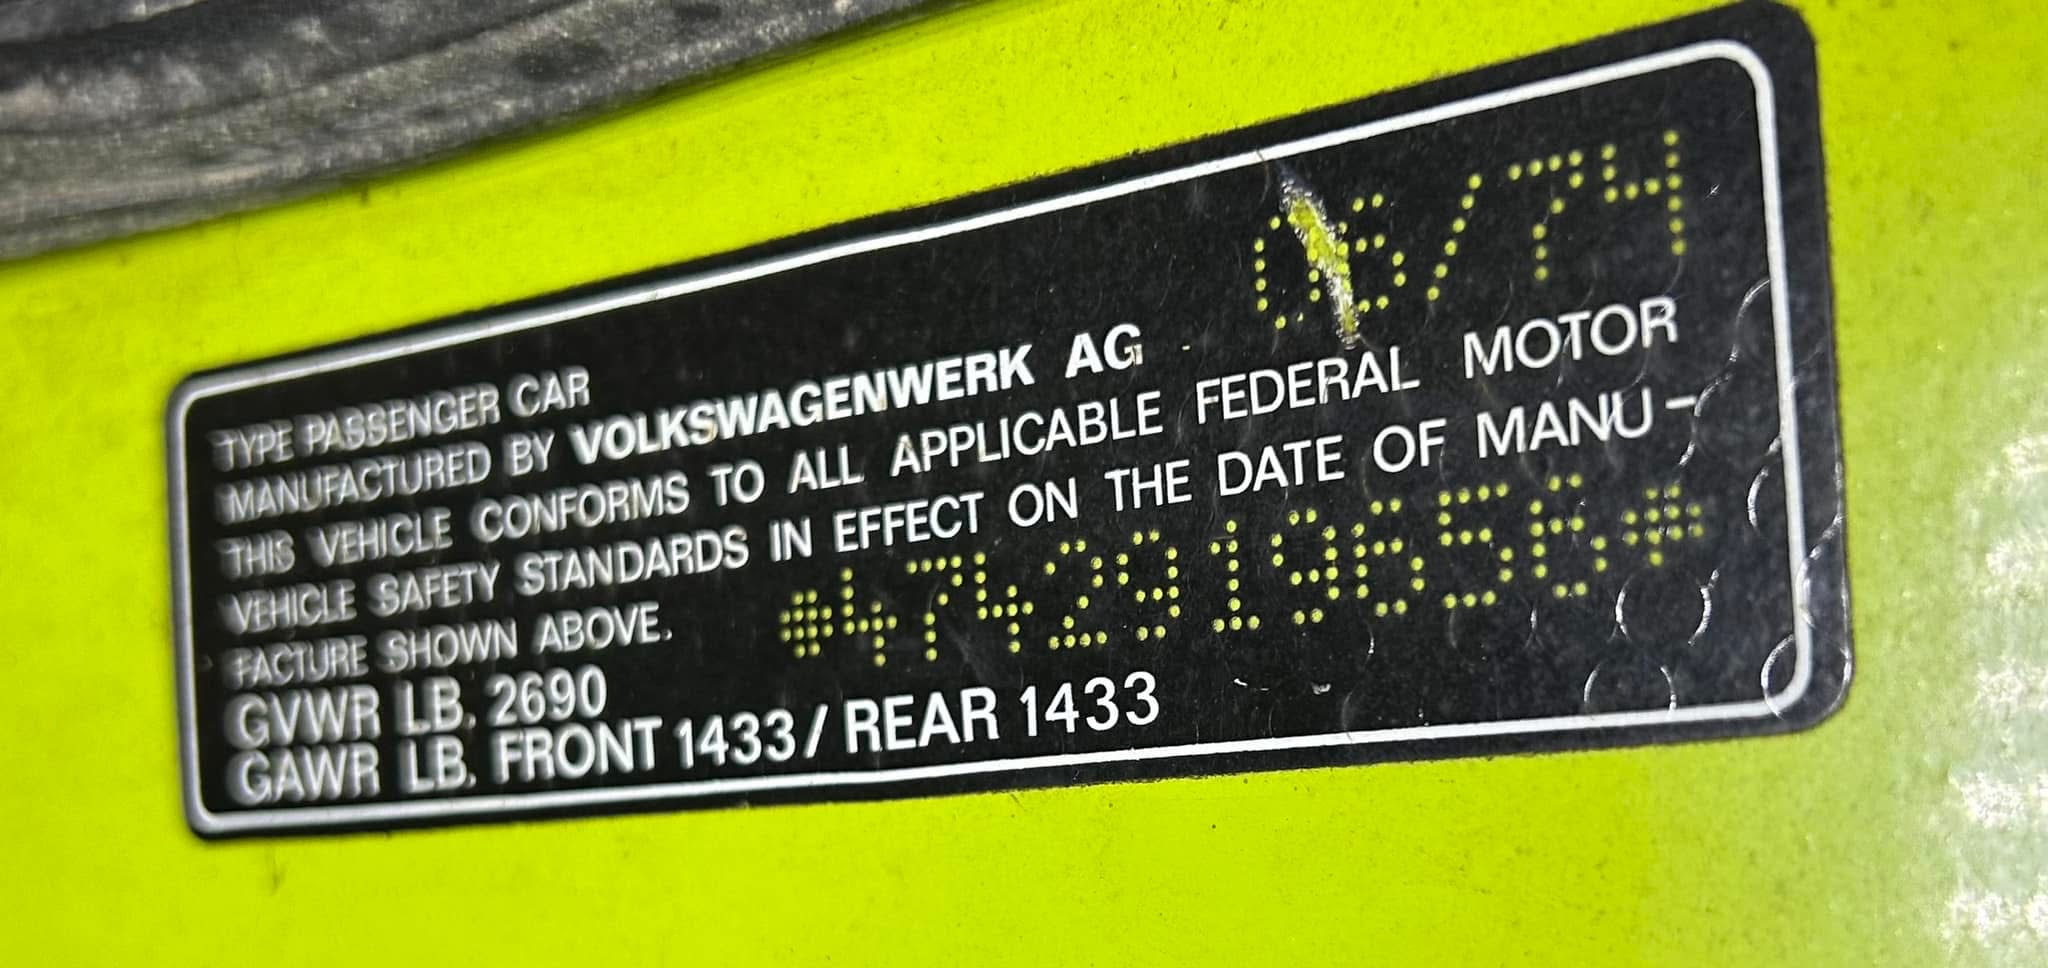 06/74
TYPE PASSENGER CAR
MANUFACTURED BY VOLKSWAGENWERK AG
THIS VEHICLE CONFORMS TO ALL APPLICABLE FEDERAL MOTOR
VEHICLE SAFETY STANDARDS IN EFFECT ON THE DATE OF MANU-
FACTURE SHOWN ABOVE. *4742919656*
GVWR LB. 2690
GAWR LB. FRONT 1433/ REAR 1433